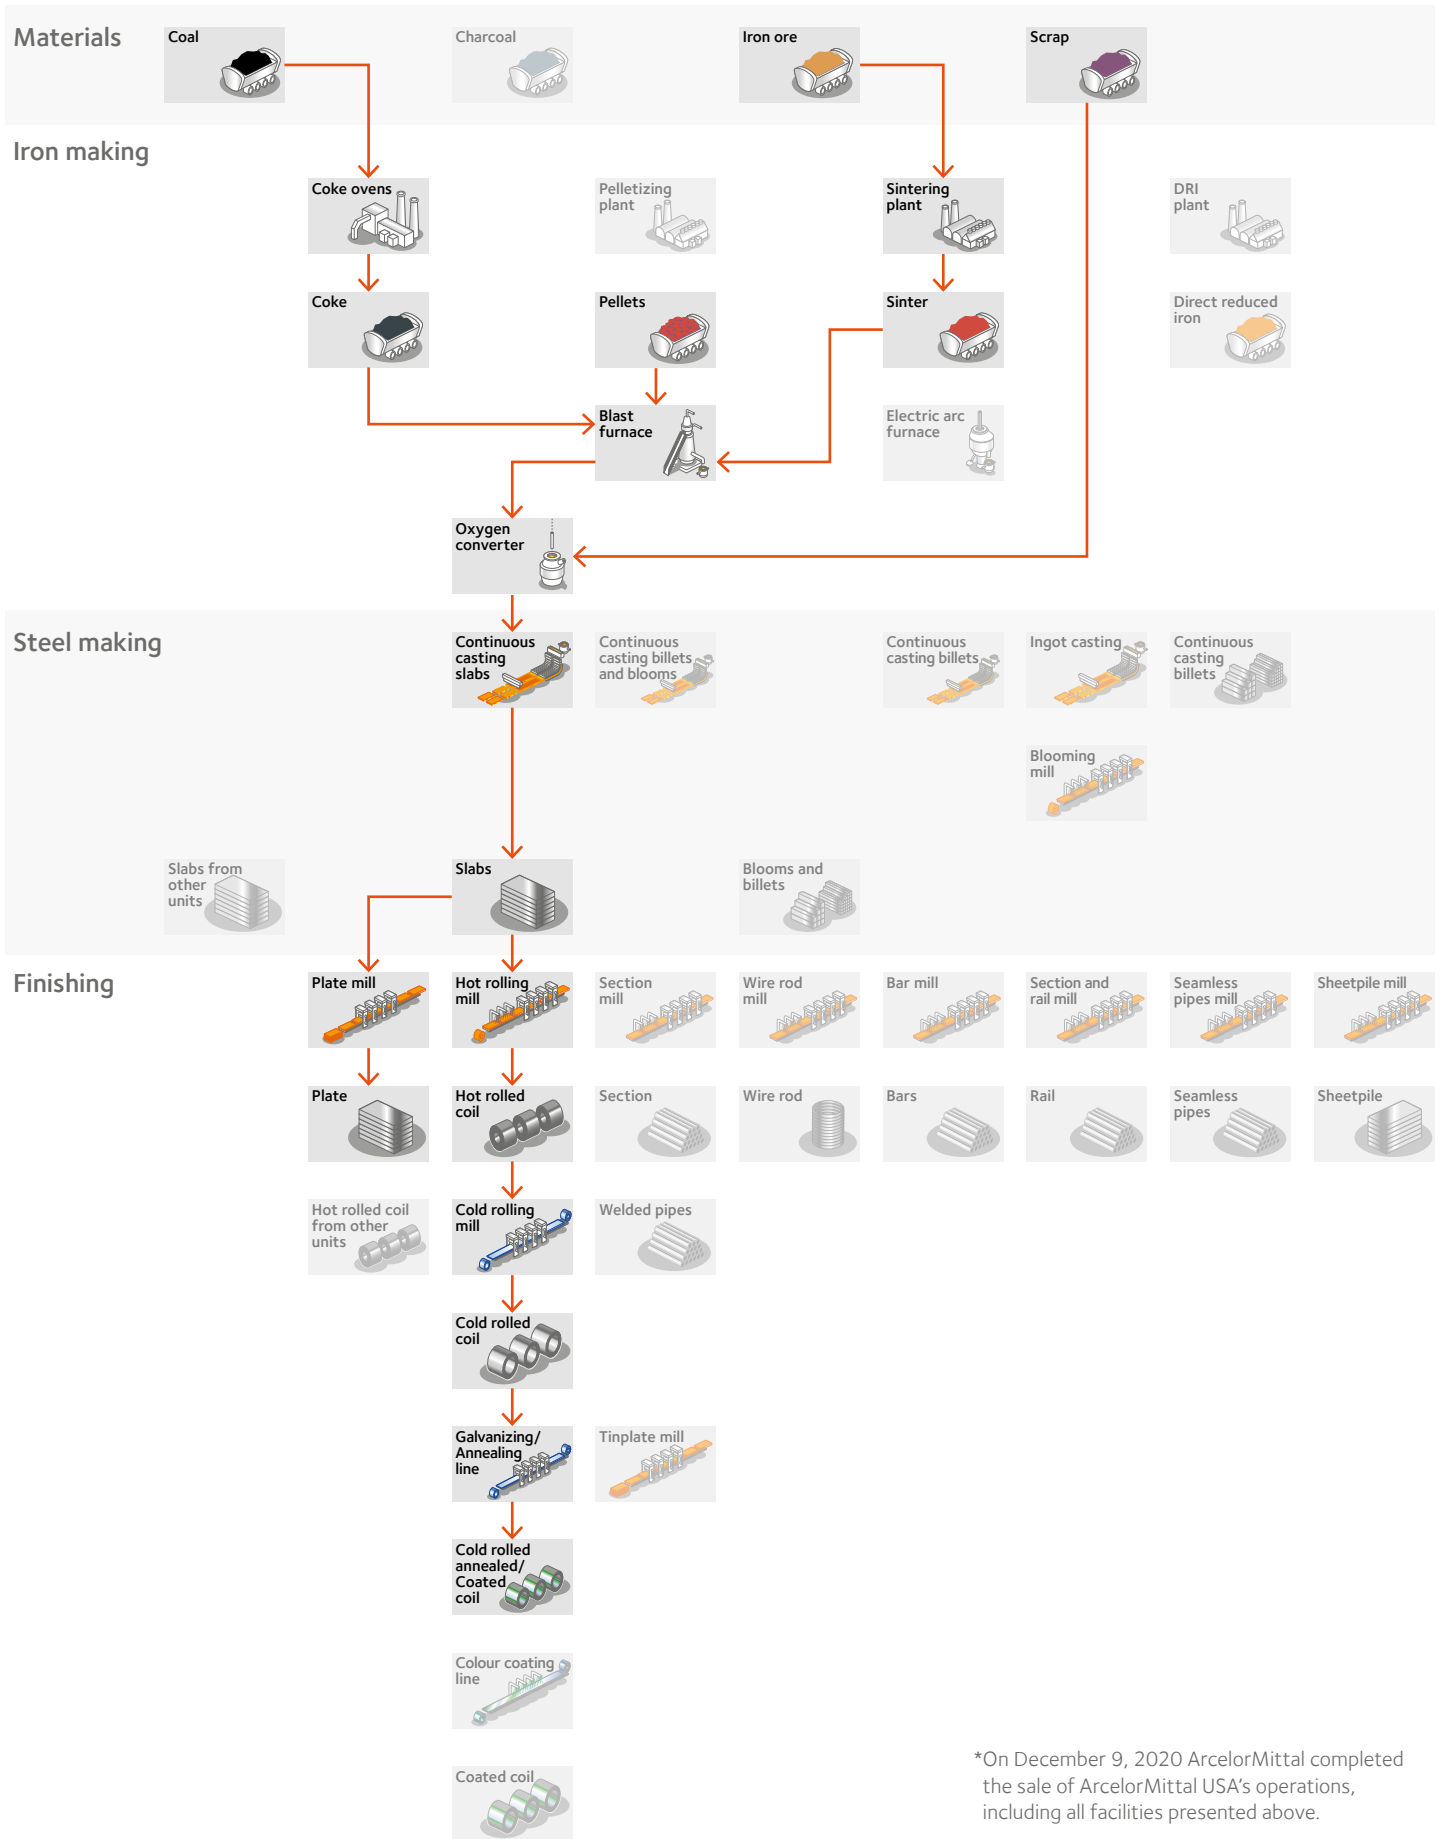 Materials
Coal
Charcoal
Iron ore
Scrap
Iron making
Coke ovens
Pelletizing
plant
Sintering
plant
DRI
plant
Coke
Pellets
Sinter
Direct reduced
iron
Blast
furnace
Electric arc
furnace
Oxygen
converter
Steel making
Continuous
casting
slabs
Continuous
casting billets
and blooms
Continuous
casting billets
Ingot casting
Continuous
casting
billets
Blooming
mill
Slabs from
other
units
Slabs
Blooms and
billets
Finishing
Plate mill
Hot rolling
mill
Section
mill
Wire rod
mill
Bar mill
Section and
rail mill
Seamless
pipes mill
Sheetpile mill
Plate
Hot rolled
coil
Section
Wire rod
Bars
Rail
Seamless
pipes
Sheetpile
Hot rolled coil
from other
units
Cold rolling
mill
Welded pipes
Cold rolled
coil
Galvanizing/
Annealing
line
Tinplate mill
Cold rolled
annealed/
Coated
coil
Colour coating
line
Coated coil
*On December 9, 2020 ArcelorMittal completed
the sale of ArcelorMittal USA's operations,
including all facilities presented above.